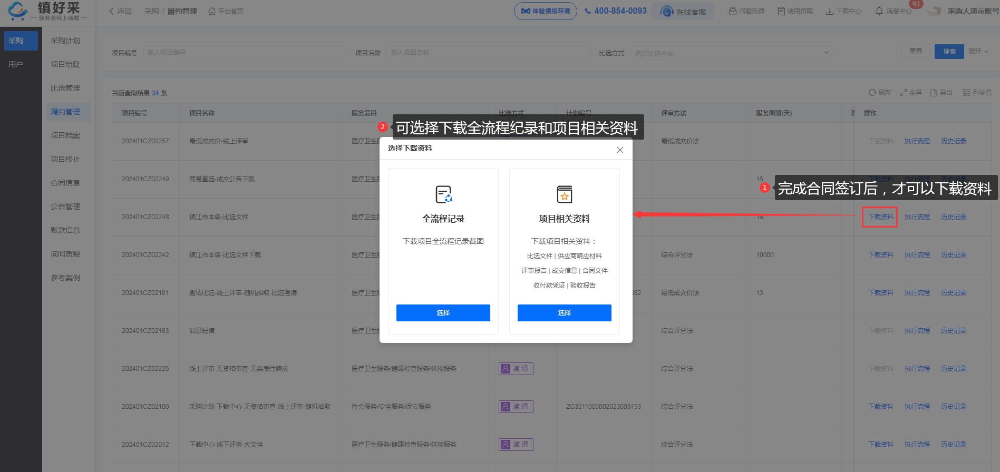 镇好采
服务类网上商城
返回
采购 / 履约管理
平台首页
体验模拟环境
400-854-0093
在线客服
问题反馈
使用指南
下载中心
消息中心
93
采购人演示账号
采购
用户
采购计划
项目组建
比选管理
履约管理
项目档案
项目终止
合同信息
公告管理
账款信息
询问质疑
参考案例
项目编号 输入项目编号
项目名称 输入项目名称
比选方式 选择比选方式
重置
搜索
展开
当前查询结果 34 条
刷新
全屏
导出
列设置
项目编号 项目名称 服务品目 比选方式 计划编号 评审方法 服务周期(天) 操作
202401CZ02257 最低成交价-线上评审 医疗卫生 最低成交价法 下载资料 执行流程 历史记录
202401CZ02249 简易直选-成交公告下载 医疗卫生 15
202401CZ02248 镇江市本级-比选文件 医疗卫生 18 下载资料 执行流程 历史记录
202401CZ02242 镇江市本级-比选文件下载 医疗卫生 综合评分法 10000 下载资料 执行流程 历史记录
202401CZ02161 邀请比选-线上评审-随机抽取-比选澄清 医疗卫生 382 最低成交价法 13 下载资料 执行流程 历史记录
202401CZ02183 消息短信 医疗卫生 综合评分法 下载资料 执行流程 历史记录
202401CZ02225 线上评审-无资格审查-无实质性响应 医疗卫生服务/健康检查服务/体检服务 邀请 综合评分法 下载资料 执行流程 历史记录
202401CZ02100 采购计划-下载中心-无资格审查-线上评审-随机抽取 社会服务/安全服务/保安服务 邀请 ZC3211000002023003193 综合评分法 下载资料 执行流程 历史记录
202401CZ02012 下载中心-线下评审-大文件 医疗卫生服务/健康检查服务/体检服务 邀请 综合评分法 下载资料 执行流程 历史记录
2 可选择下载全流程纪录和项目相关资料
1 完成合同签订后，才可以下载资料
选择下载资料
全流程记录
下载项目全流程记录截图
选择
项目相关资料
下载项目相关资料：
比选文件 | 供应商响应材料
评审报告 | 成交信息 | 合同文件
收付款凭证 | 验收报告
选择